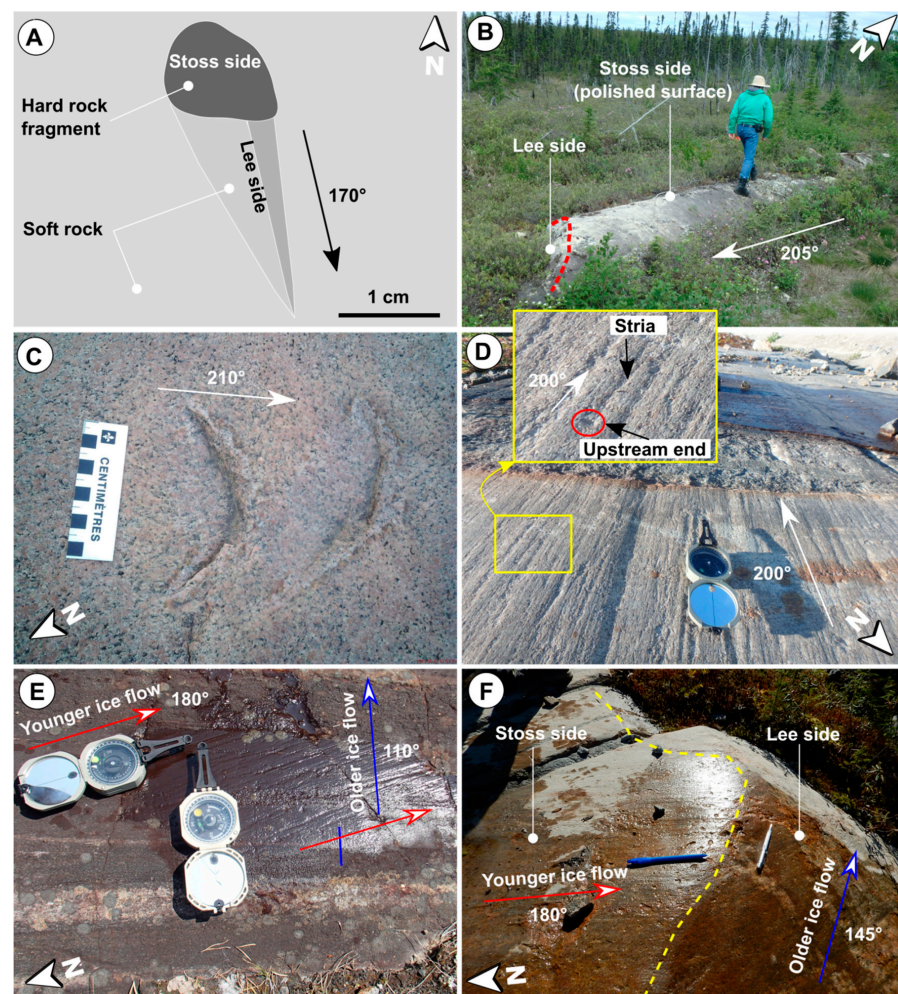 A
Stoss side
Hard rock
fragment
Lee side
Soft rock
170°
1 cm
N
B
Stoss side
(polished surface)
Lee side
205°
N
C
210°
CENTIMÈTRES
N
D
Stria
200°
Upstream end
200°
N
E
Younger ice flow
180°
Older ice flow
110°
N
F
Stoss side
Lee side
Younger ice flow
180°
Older ice flow
145°
N